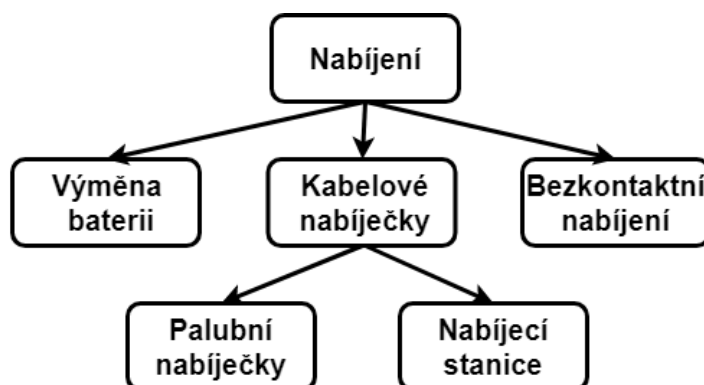 Nabíjení
Výměna
baterii
Kabelové
nabíječky
Bezkontaktní
nabíjení
Palubní
nabíječky
Nabíjecí
stanice